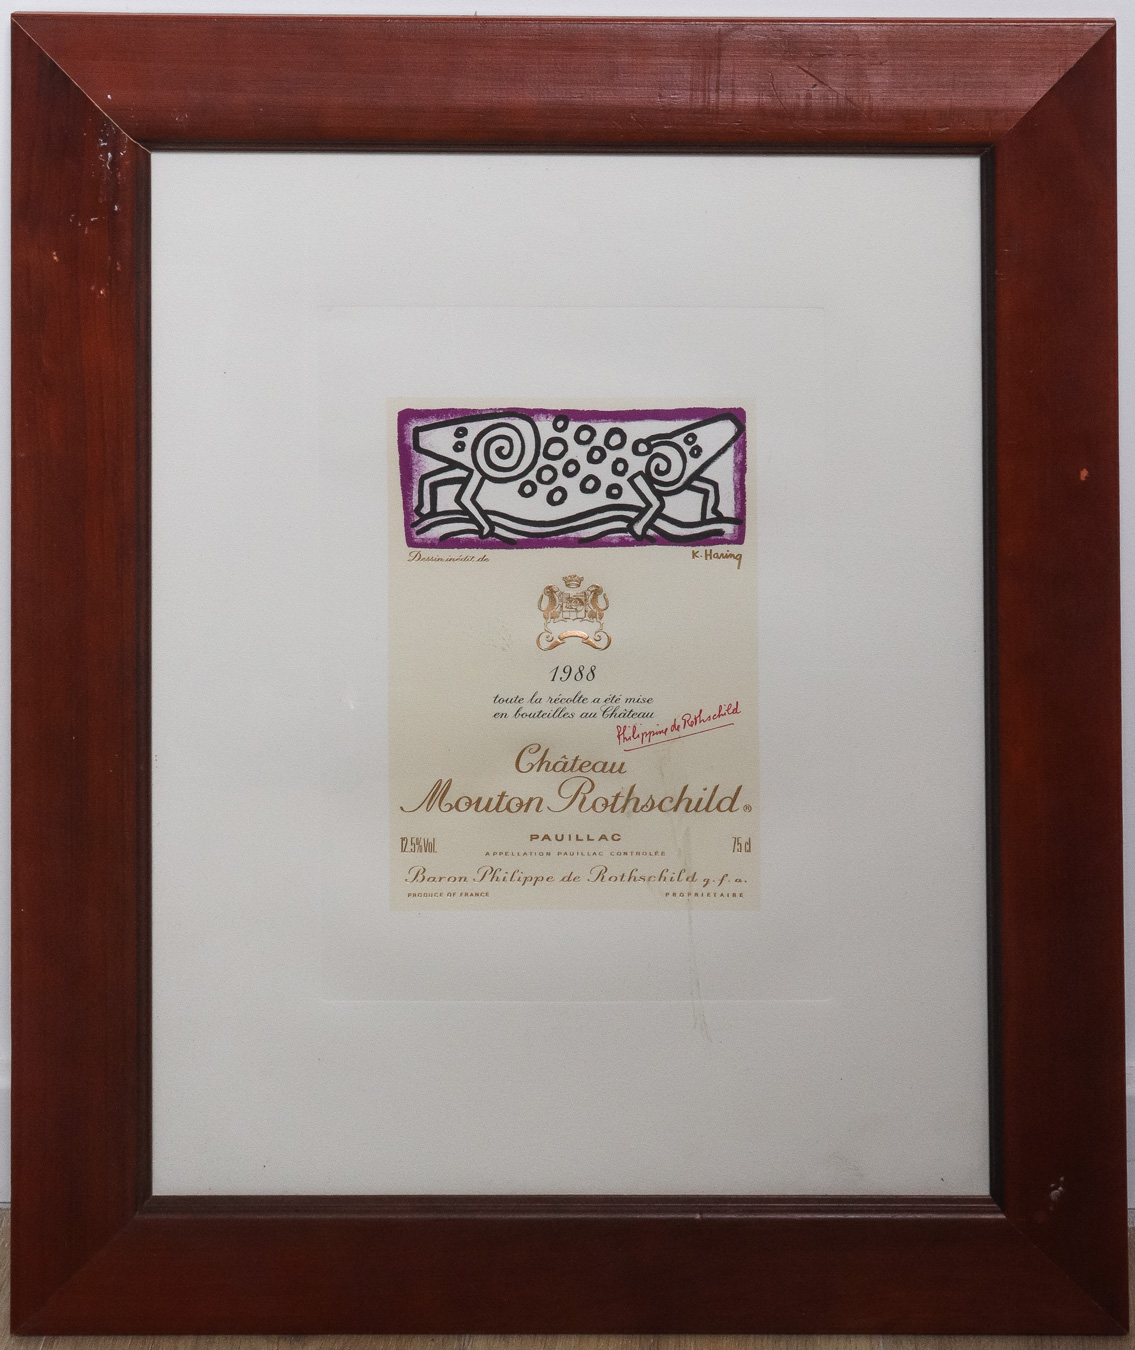 Dessin inédit de
K. Haring
1988
toute la récolte a été mise
en bouteilles au Château
Philippine de Rothschild
Château
Mouton Rothschild®
PAUILLAC
12.5% Vol. 75 cl
APPELLATION PAUILLAC CONTROLÉE
Baron Philippe de Rothschild g.f.a.
PRODUCE OF FRANCE PROPRIETAIRE